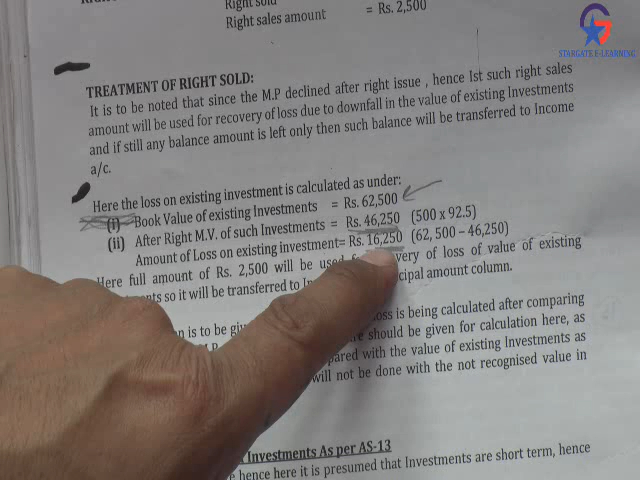 Right sold
Right sales amount = Rs. 2,500
STARGATE E-LEARNING
TREATMENT OF RIGHT SOLD:
It is to be noted that since the M.P declined after right issue , hence Ist such right sales
amount will be used for recovery of loss due to downfall in the value of existing Investments
and if still any balance amount is left only then such balance will be transferred to Income
a/c.
Here the loss on existing investment is calculated as under:
(i) Book Value of existing Investments = Rs. 62,500
(ii) After Right M.V. of such Investments = Rs. 46,250 (500 x 92.5)
Amount of Loss on existing investment= Rs. 16,250 (62, 500 – 46,250)
Here full amount of Rs. 2,500 will be used of loss of value of existing
so it will be transferred to amount column.
is to be loss is being calculated after comparing
should be given for calculation here, as
with the value of existing Investments as
will not be done with the not recognised value in
Investments As per AS-13
hence here it is presumed that Investments are short term, hence